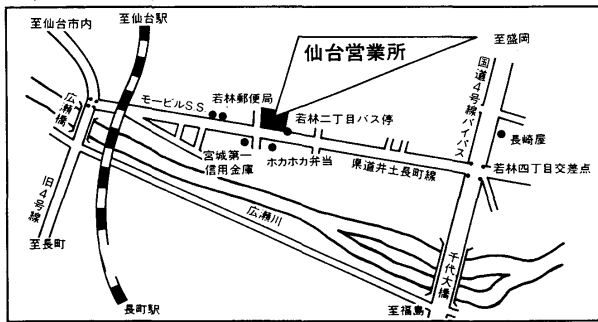 至仙台市内
至仙台駅
至盛岡
仙台営業所
国道4号線バイパス
広瀬橋
モービルS.S.
若林郵便局
若林二丁目バス停
長崎屋
宮城第一
信用金庫
ホカホカ弁当
県道井土長町線
若林四丁目交差点
旧4号線
広瀬川
至長町
千代大橋
長町駅
至福島